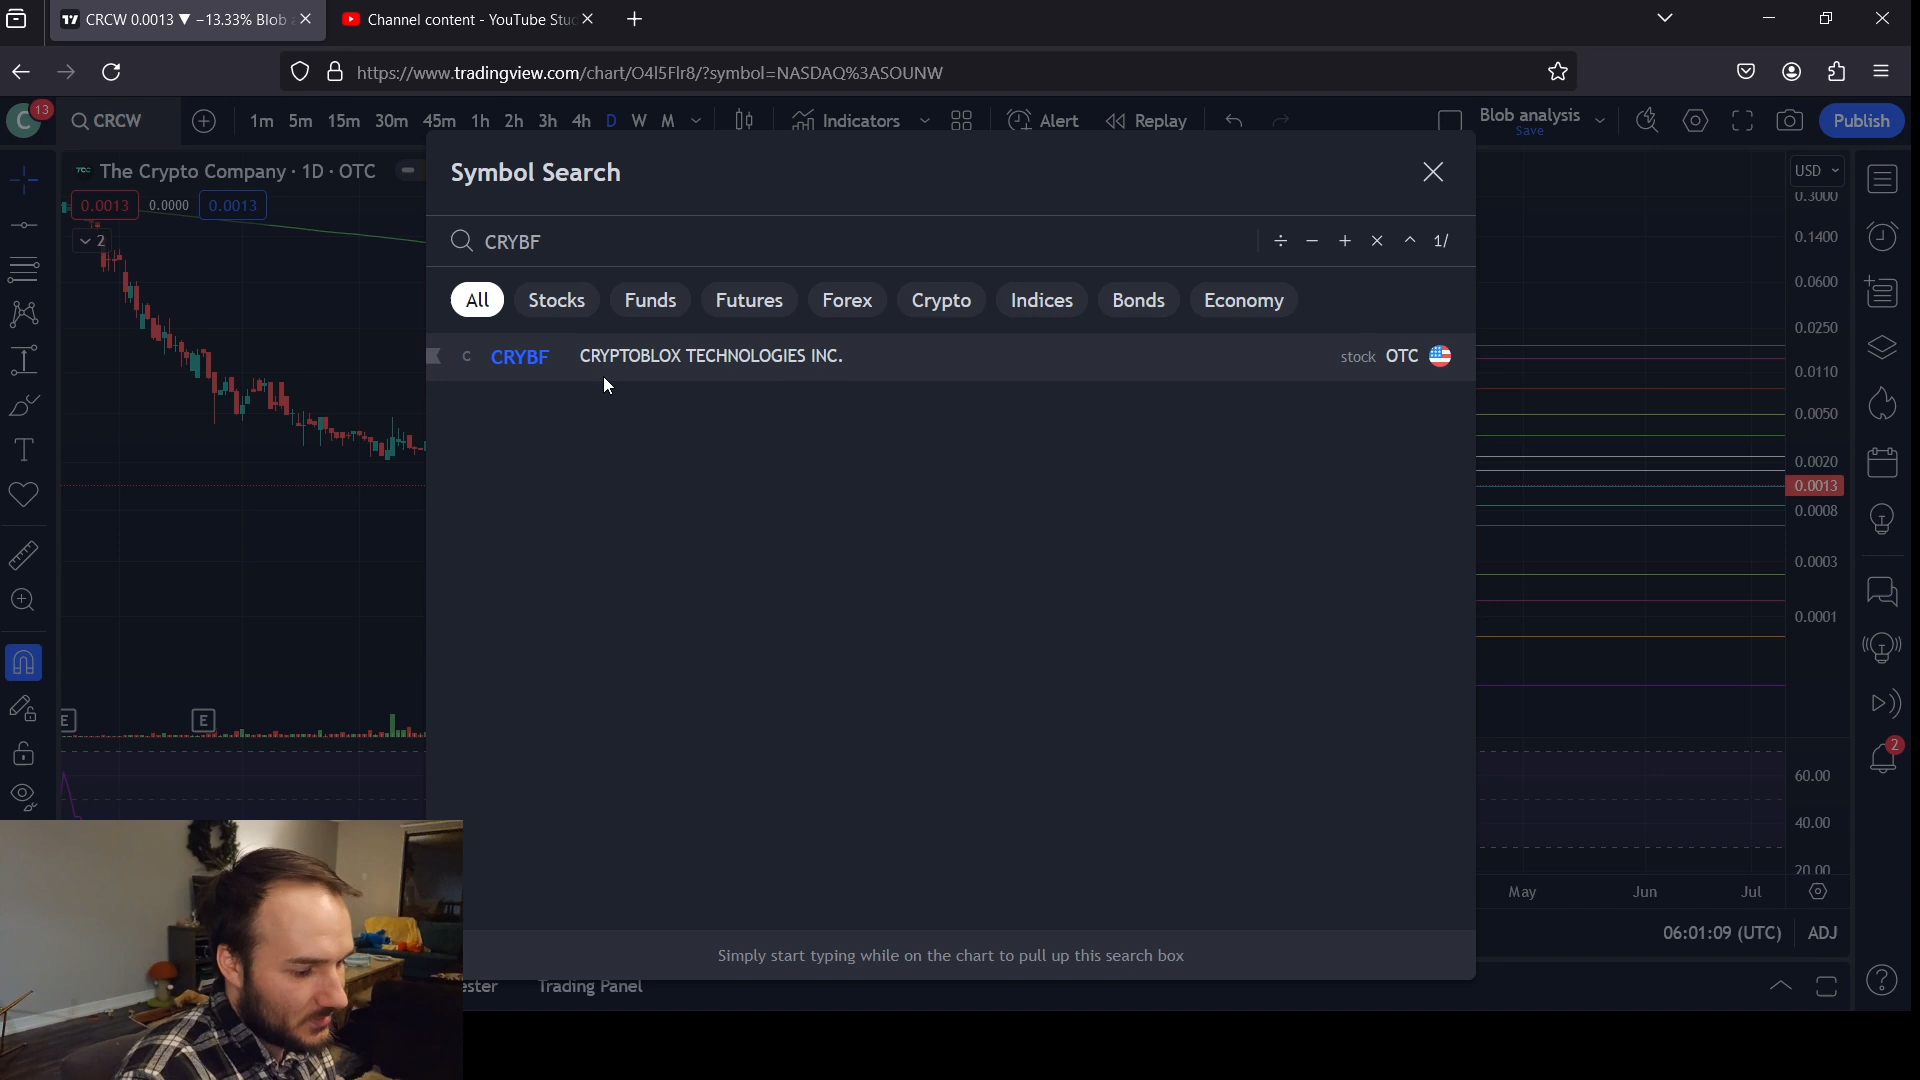 CRCW 0.0013 ▼ −13.33% Blob
Channel content - YouTube Stu
https://www.tradingview.com/chart/O4I5Flr8/?symbol=NASDAQ%3ASOUNW
C
13
CRCW
1m 5m 15m 30m 45m 1h 2h 3h 4h D W M
Indicators
Alert
Replay
Blob analysis
Save
Publish
The Crypto Company · 1D · OTC
0.0013 0.0000 0.0013
2
Symbol Search
CRYBF
÷ − + × ^ 1/
All Stocks Funds Futures Forex Crypto Indices Bonds Economy
C CRYBF CRYPTOBLOX TECHNOLOGIES INC. stock OTC
Simply start typing while on the chart to pull up this search box
USD
0.3000
0.1400
0.0600
0.0250
0.0110
0.0050
0.0020
0.0013
0.0008
0.0003
0.0001
E
E
2
60.00
40.00
20.00
May Jun Jul
06:01:09 (UTC) ADJ
ester Trading Panel